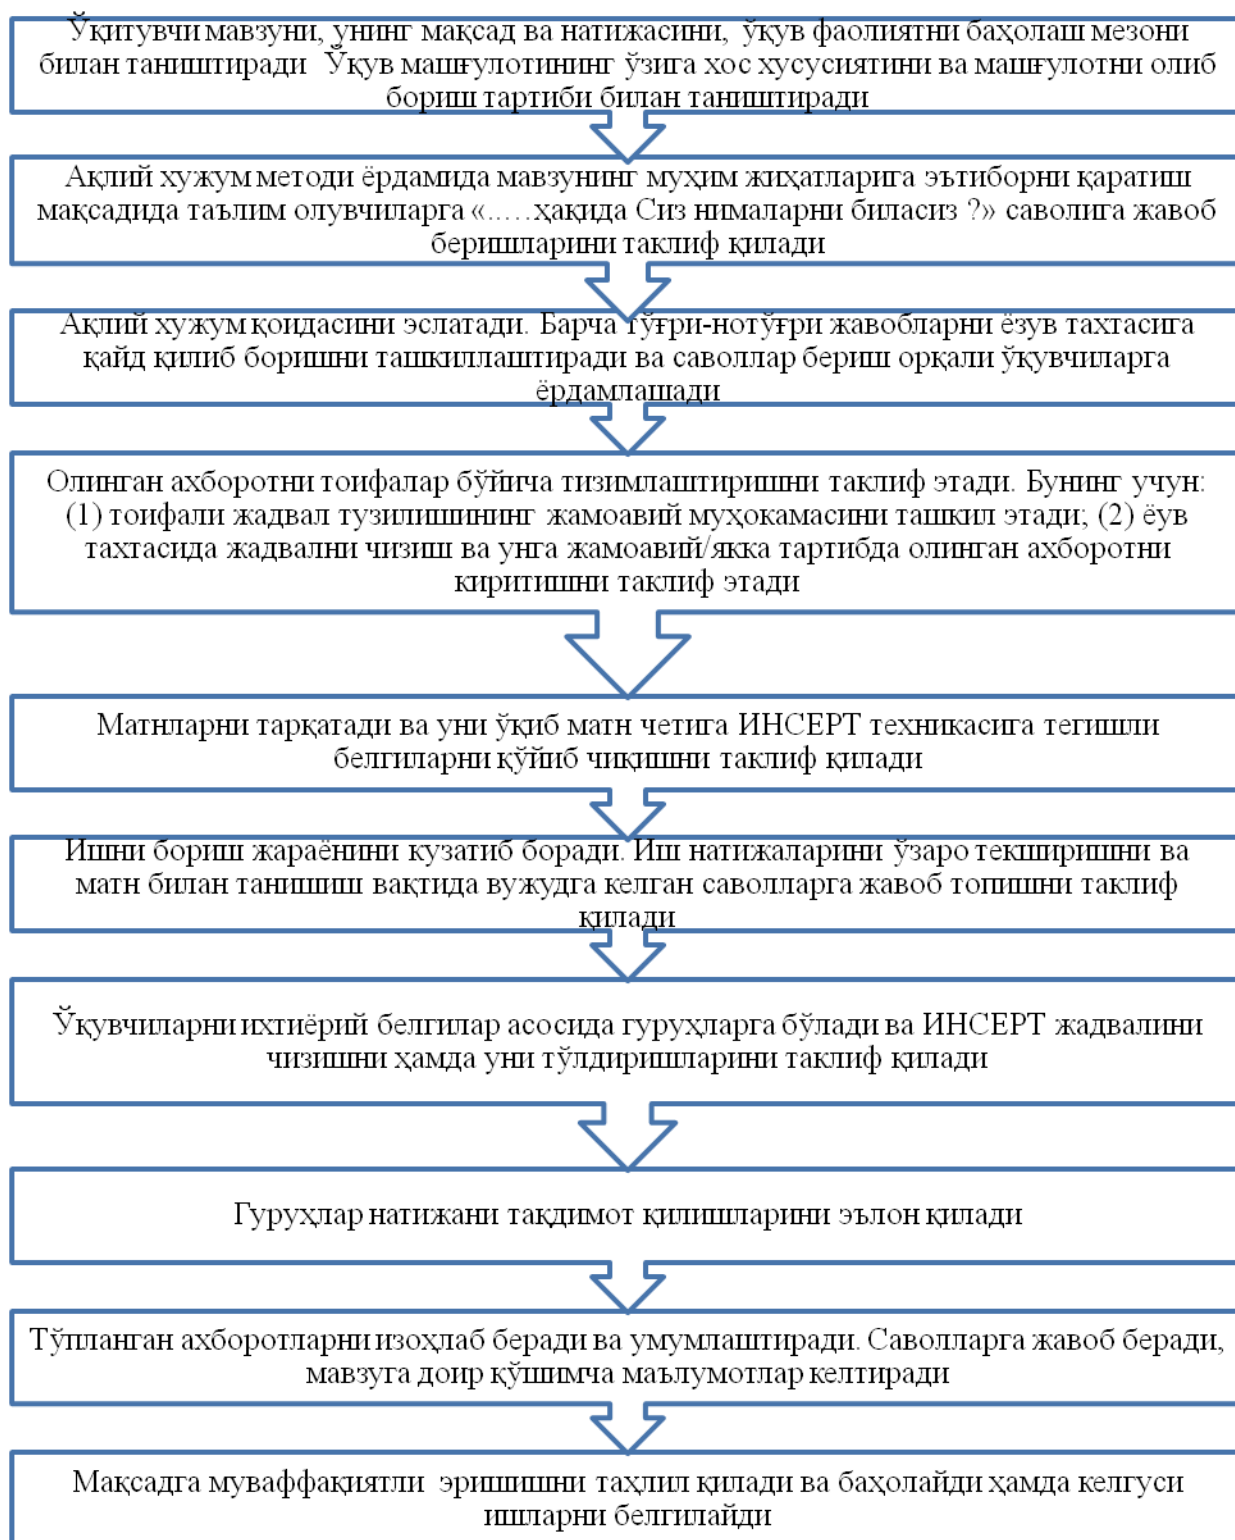 Ўқитувчи мавзуни, унинг мақсад ва натижасини, ўқув фаолиятни баҳолаш мезони
билан таништиради Ўқув машғулотининг ўзига хос хусусиятини ва машғулотни олиб
бориш тартиби билан таништиради
Ақлий хужум методи ёрдамида мавзунинг муҳим жиҳатларига эътиборни қаратиш
мақсадида таълим олувчиларга «..…ҳақида Сиз нималарни биласиз ?» саволига жавоб
беришларини таклиф қилади
Ақлий хужум қоидасини эслатади. Барча тўғри-нотўғри жавобларни ёзув тахтасига
қайд қилиб боришни ташкиллаштиради ва саволлар бериш орқали ўқувчиларга
ёрдамлашади
Олинган ахборотни тоифалар бўйича тизимлаштиришни таклиф этади. Бунинг учун:
(1) тоифали жадвал тузилишининг жамоавий муҳокамасини ташкил этади; (2) ёув
тахтасида жадвални чизиш ва унга жамоавий/якка тартибда олинган ахборотни
киритишни таклиф этади
Матнларни тарқатади ва уни ўқиб матн четига ИНСЕРТ техникасига тегишли
белгиларни қўйиб чиқишни таклиф қилади
Ишни бориш жараёнини кузатиб боради. Иш натижаларини ўзаро текширишни ва
матн билан танишиш вақтида вужудга келган саволларга жавоб топишни таклиф
қилади
Ўқувчиларни ихтиёрий белгилар асосида гуруҳларга бўлади ва ИНСЕРТ жадвалини
чизишни ҳамда уни тўлдиришларини таклиф қилади
Гуруҳлар натижани тақдимот қилишларини эълон қилади
Тўпланган ахборотларни изоҳлаб беради ва умумлаштиради. Саволларга жавоб беради,
мавзуга доир қўшимча маълумотлар келтиради
Мақсадга муваффақиятли эришишни таҳлил қилади ва баҳолайди ҳамда келгуси
ишларни белгилайди